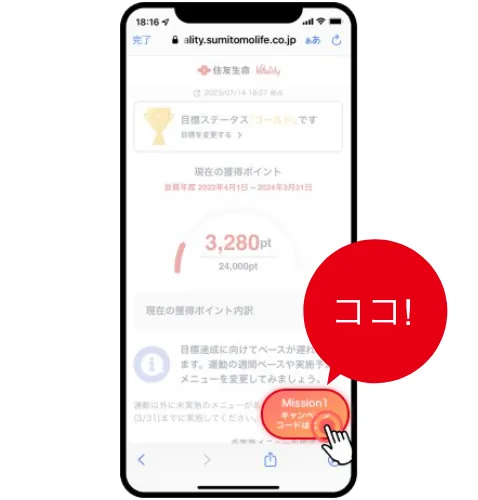 18:16
完了
ality.sumitomolife.co.jp
ぁあ
住友生命 Vitality
2023/07/14 18:57 時点
目標ステータス「ゴールド」です
目標を変更する
現在の獲得ポイント
会員年度 2023年4月1日～2024年3月31日
3,280pt
24,000pt
現在の獲得ポイント内訳
ココ!
目標達成に向けてペースが遅れ
ます。運動の週間ペースや実施予定
メニューを変更してみましょう。
Mission1
キャンペーン
コードは
運動以外に未実施のメニューがあ
(3/31)までに実施してください。